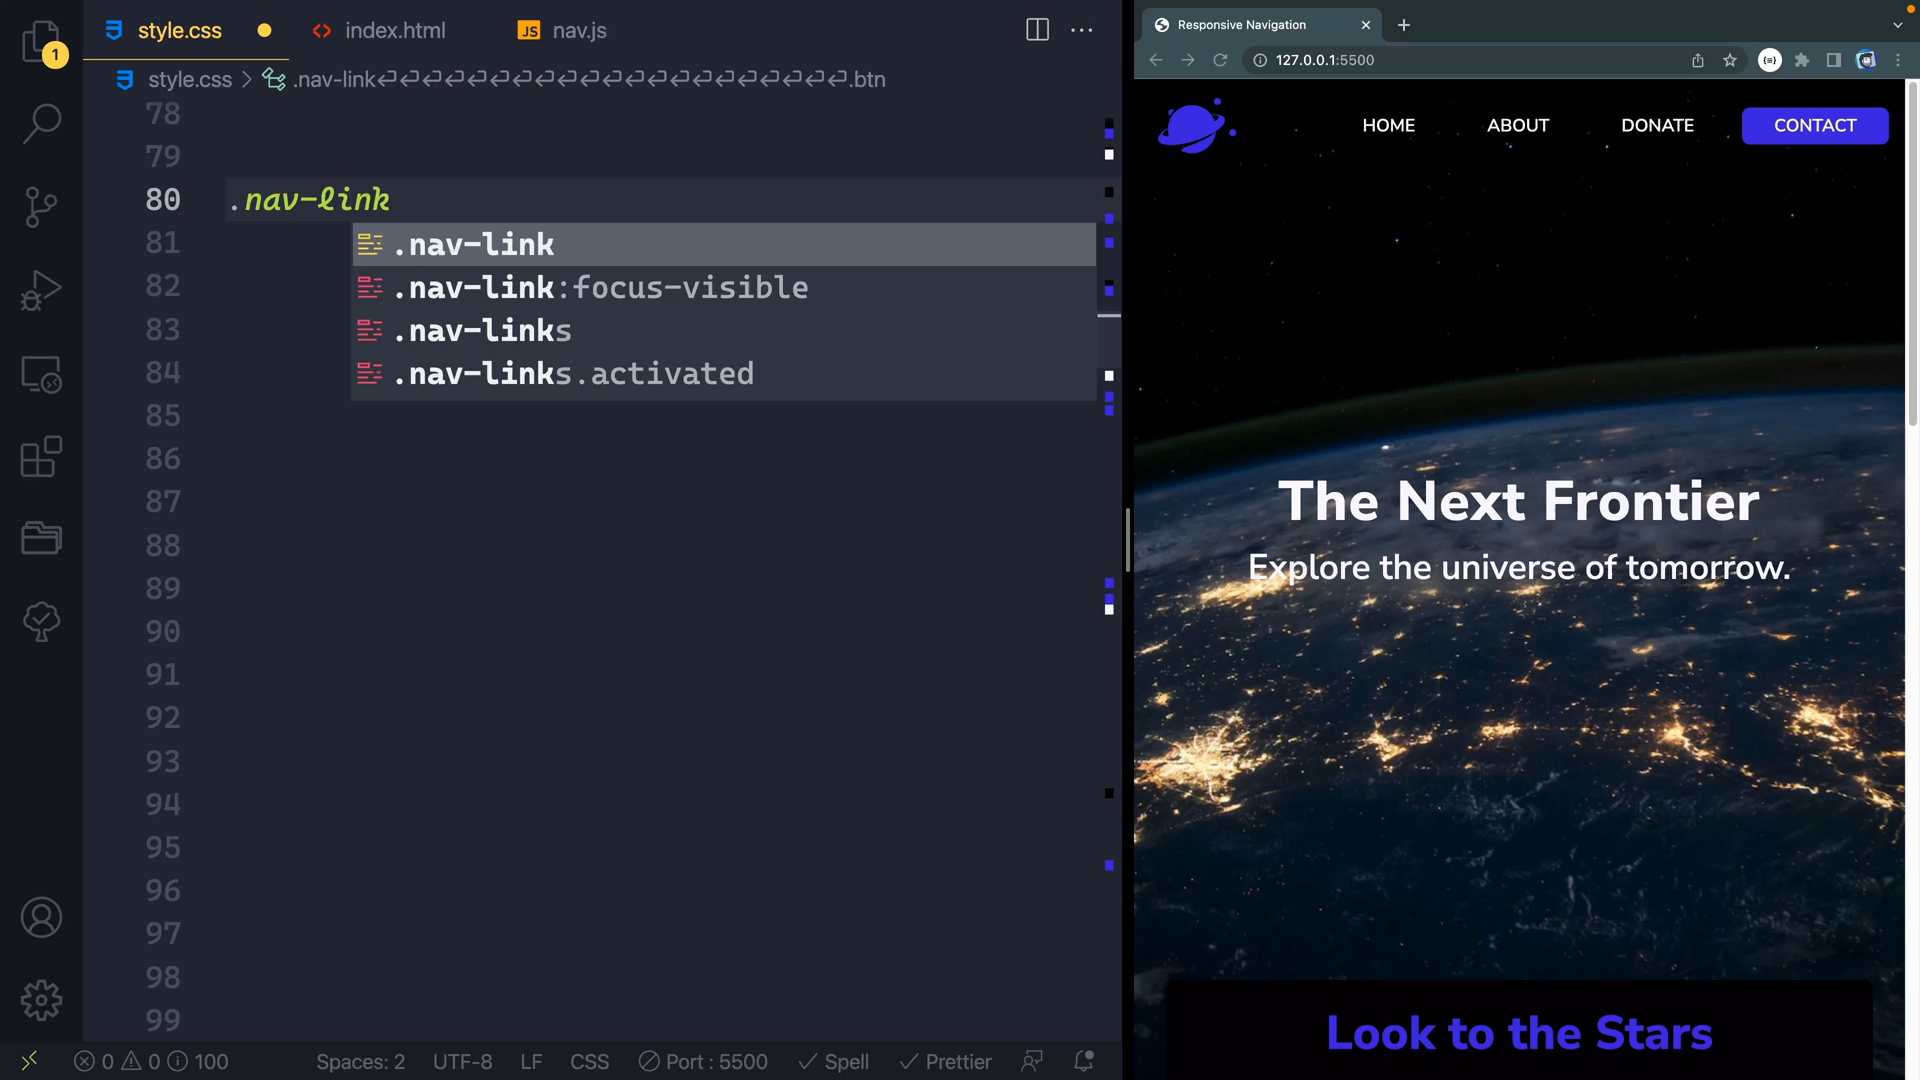 style.css
index.html
JS nav.js
style.css > .nav-link⏎⏎⏎⏎⏎⏎⏎⏎⏎⏎⏎⏎⏎⏎⏎⏎⏎⏎⏎⏎⏎.btn
1
78
79
80 .nav-link
81
82
83
84
.nav-link
.nav-link:focus-visible
.nav-links
.nav-links.activated
85
86
87
88
89
90
91
92
93
94
95
96
97
98
99
0 0 100 Spaces: 2 UTF-8 LF CSS Port : 5500 Spell Prettier
Responsive Navigation
127.0.0.1:5500
HOME ABOUT DONATE CONTACT
The Next Frontier
Explore the universe of tomorrow.
Look to the Stars